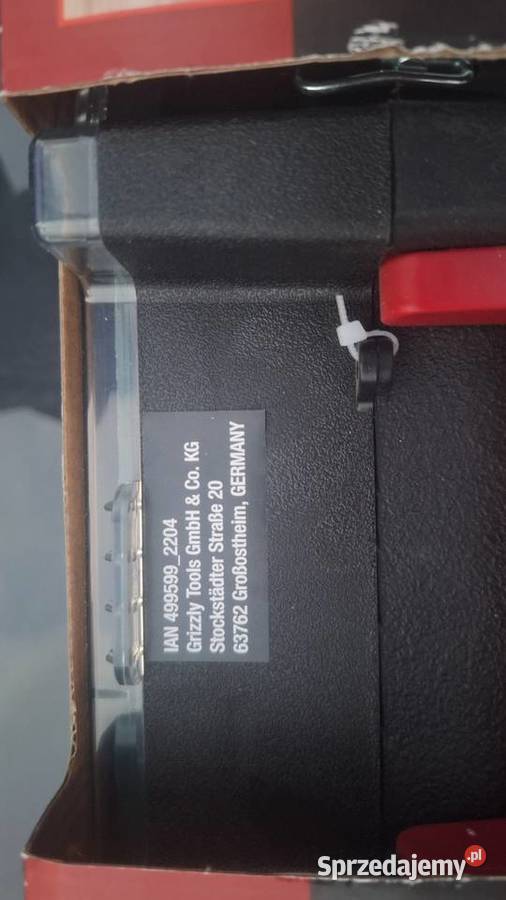 IAN 499599_2204
Grizzly Tools GmbH & Co. KG
Stockstädter Straße 20
63762 Großostheim, GERMANY
Sprzedajemy.pl